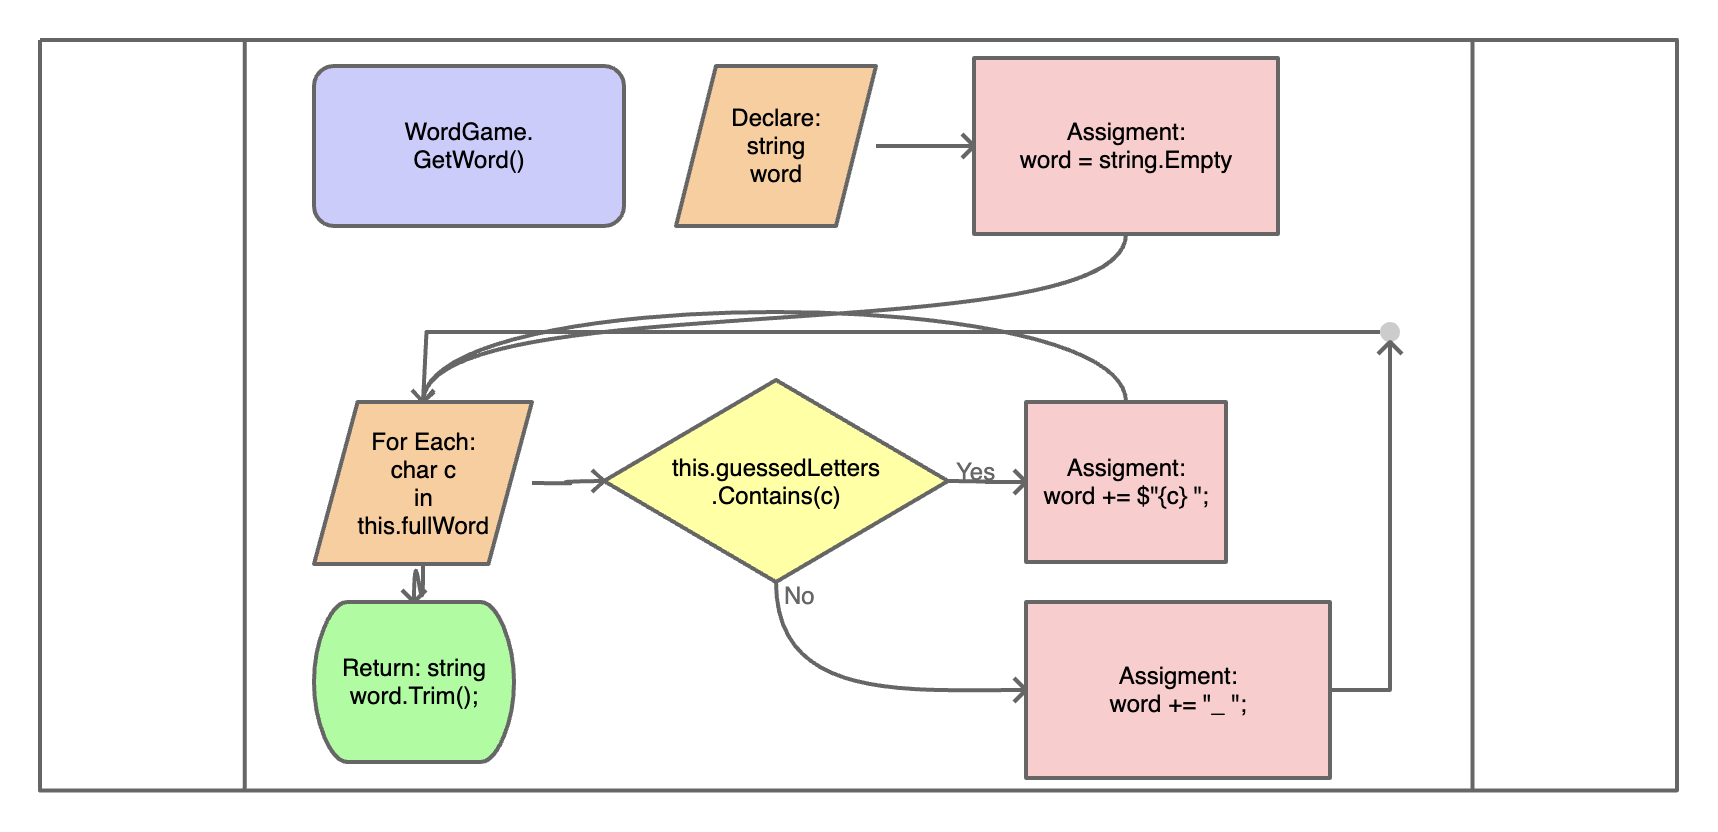 WordGame.
GetWord()
Declare:
string
word
Assigment:
word = string.Empty
For Each:
char c
in
this.fullWord
this.guessedLetters
.Contains(c)
Yes
Assigment:
word += $"{c} ";
No
Return: string
word.Trim();
Assigment:
word += "_ ";